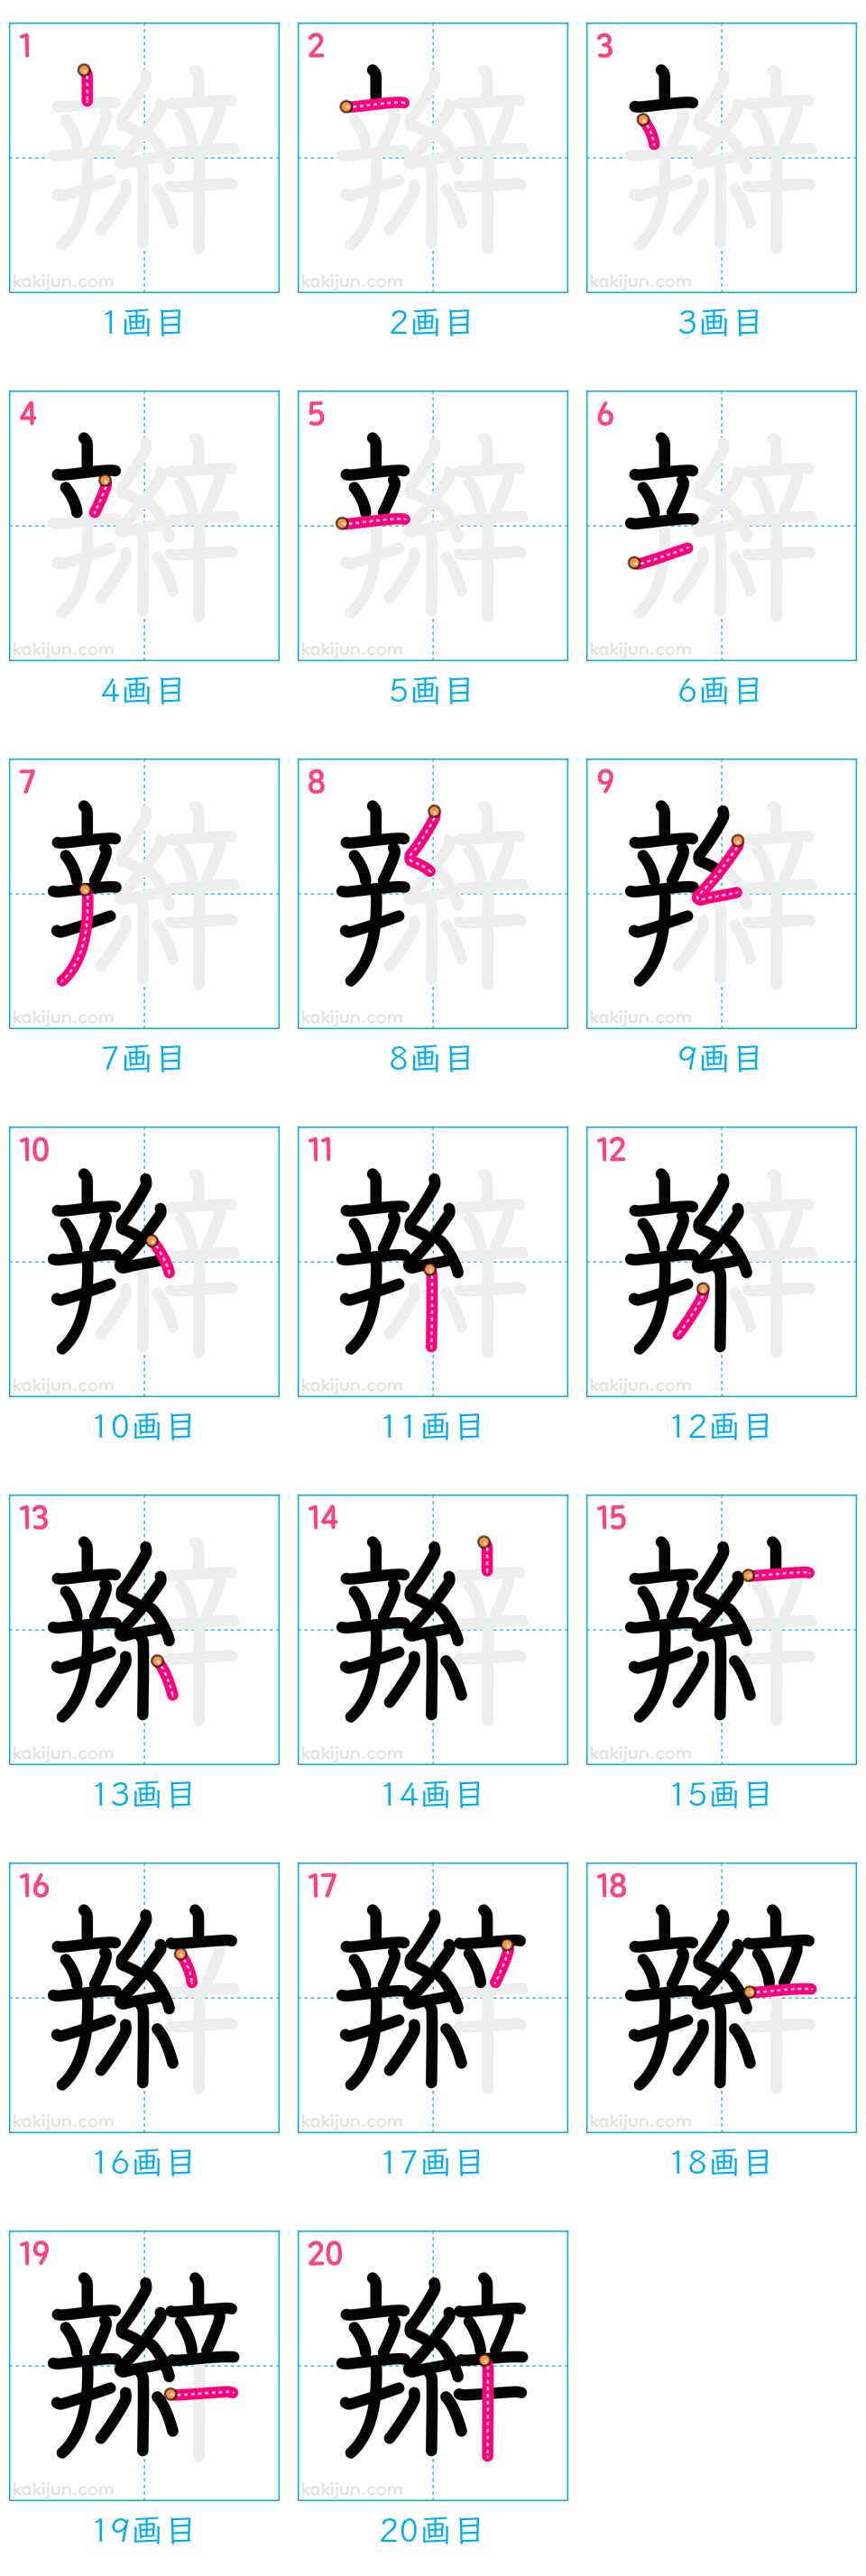 1 2 3
kakijun.com kakijun.com kakijun.com
1画目 2画目 3画目
4 5 6
kakijun.com kakijun.com kakijun.com
4画目 5画目 6画目
7 8 9
kakijun.com kakijun.com kakijun.com
7画目 8画目 9画目
10 11 12
kakijun.com kakijun.com kakijun.com
10画目 11画目 12画目
13 14 15
kakijun.com kakijun.com kakijun.com
13画目 14画目 15画目
16 17 18
kakijun.com kakijun.com kakijun.com
16画目 17画目 18画目
19 20
辮 辮
kakijun.com kakijun.com
19画目 20画目